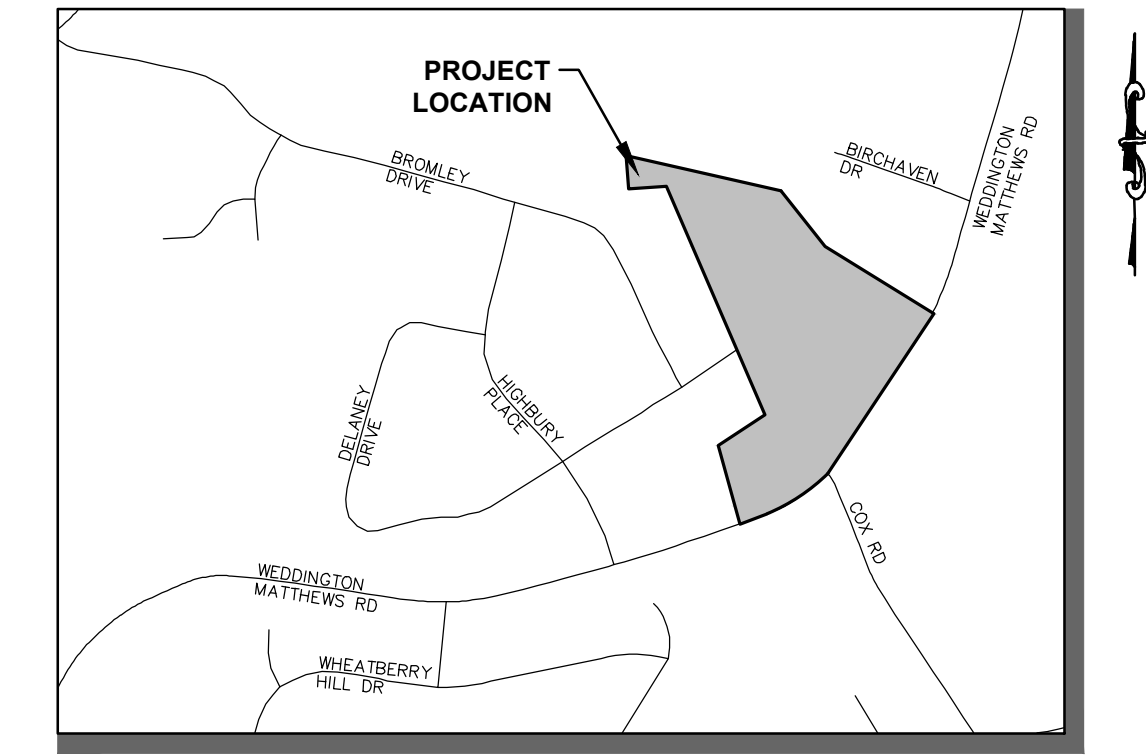 PROJECT
LOCATION
BROMLEY
DRIVE
BIRCHAVEN
DR
WEDDINGTON
MATTHEWS RD
DELANEY
DRIVE
HIGHBURY
PLACE
COX RD
WEDDINGTON
MATTHEWS RD
WHEATBERRY
HILL DR